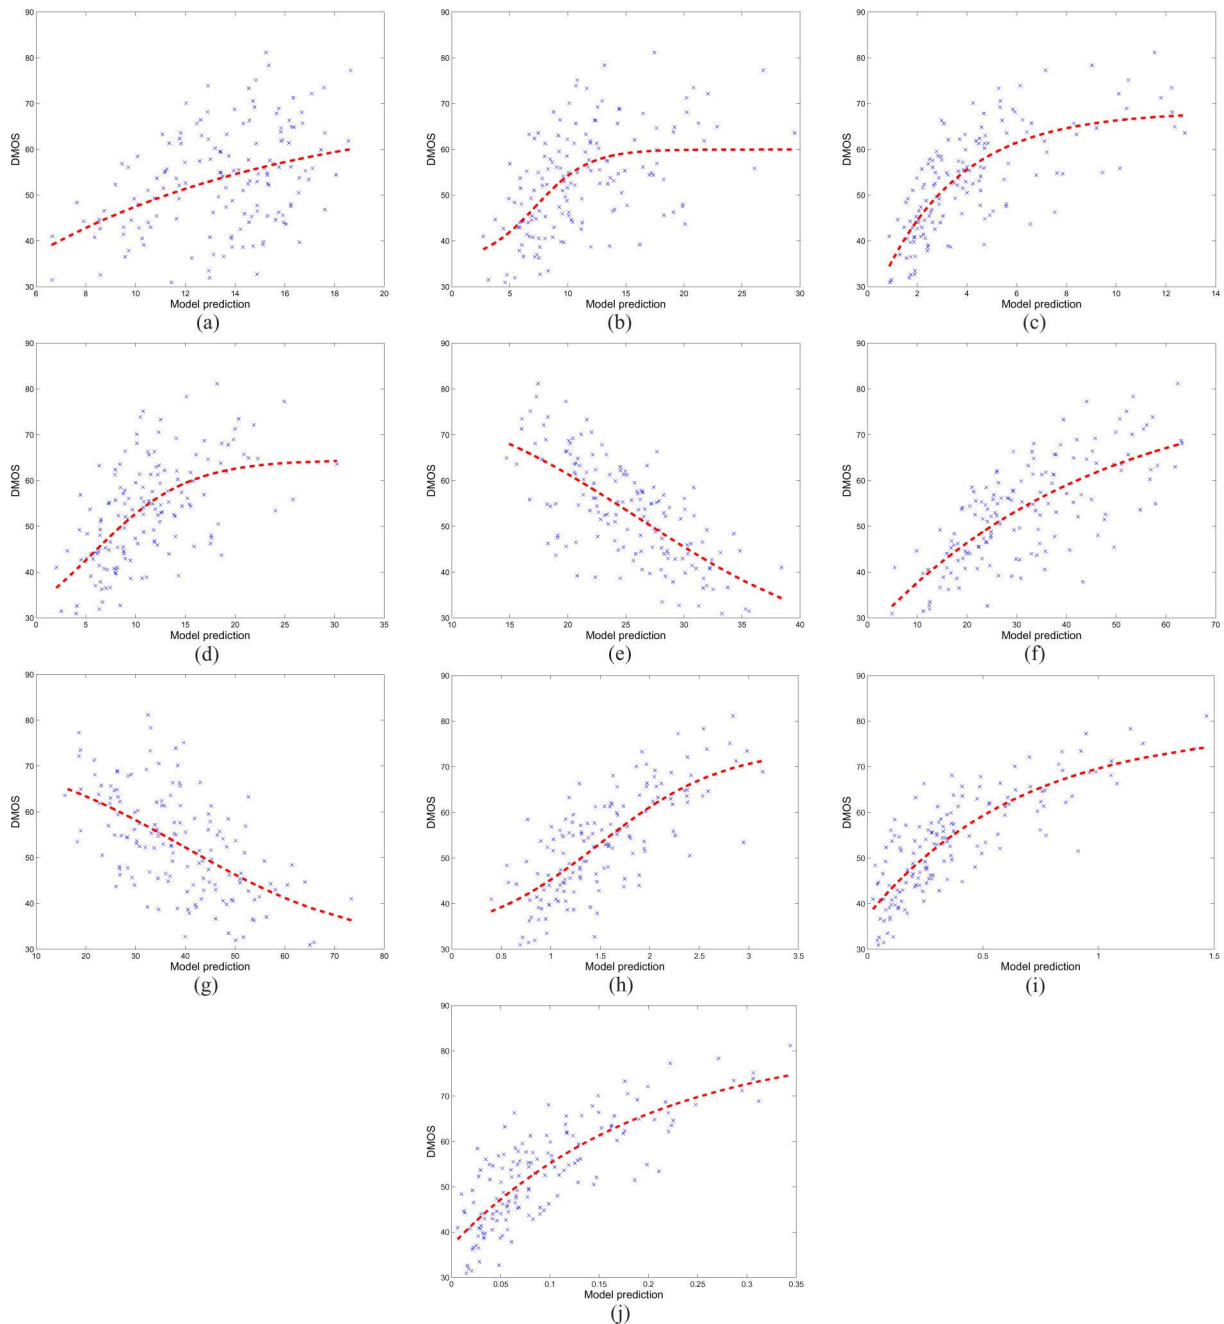 90
80
70
60
50
40
30
DMOS
6 8 10 12 14 16 18 20
Model prediction
(a)
90
80
70
60
50
40
30
DMOS
0 5 10 15 20 25 30
Model prediction
(b)
90
80
70
60
50
40
30
DMOS
0 2 4 6 8 10 12 14
Model prediction
(c)
90
80
70
60
50
40
30
DMOS
0 5 10 15 20 25 30 35
Model prediction
(d)
90
80
70
60
50
40
30
DMOS
10 15 20 25 30 35 40
Model prediction
(e)
90
80
70
60
50
40
30
DMOS
0 10 20 30 40 50 60 70
Model prediction
(f)
90
80
70
60
50
40
30
DMOS
10 20 30 40 50 60 70 80
Model prediction
(g)
90
80
70
60
50
40
30
DMOS
0 0.5 1 1.5 2 2.5 3 3.5
Model prediction
(h)
90
80
70
60
50
40
30
DMOS
0 0.5 1 1.5
Model prediction
(i)
90
80
70
60
50
40
30
DMOS
0 0.05 0.1 0.15 0.2 0.25 0.3 0.35
Model prediction
(j)